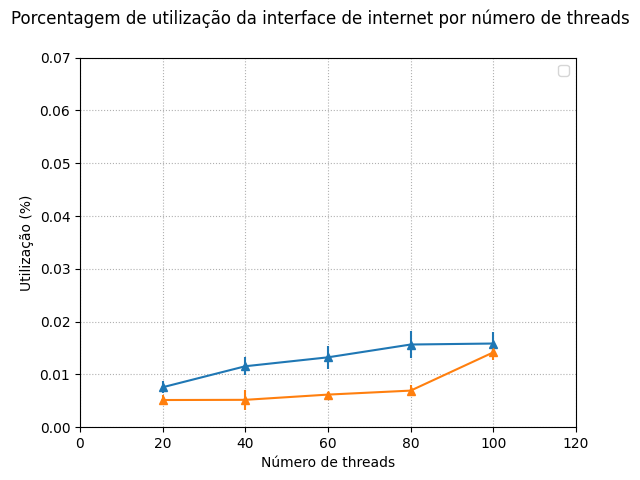 Porcentagem de utilização da interface de internet por número de threads
0.07
0.06
0.05
0.04
0.03
0.02
0.01
0.00
Utilização (%)
0 20 40 60 80 100 120
Número de threads